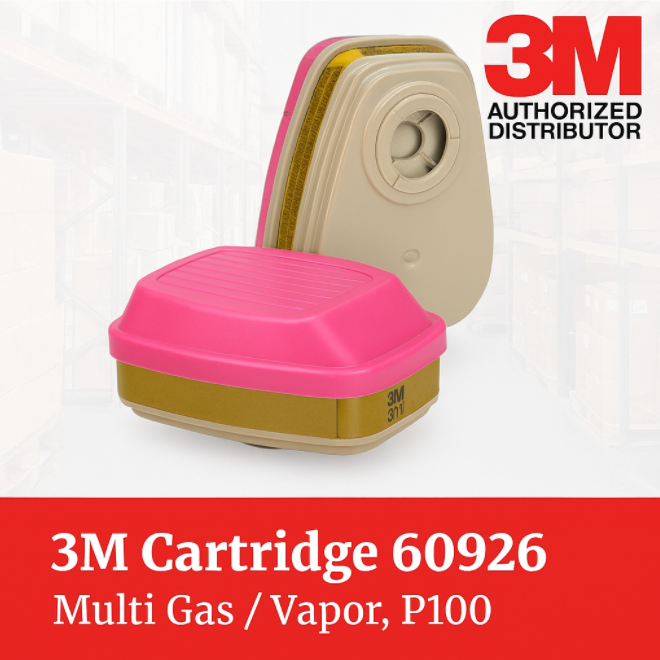 3M
AUTHORIZED
DISTRIBUTOR
3M
3M Cartridge 60926
Multi Gas / Vapor, P100